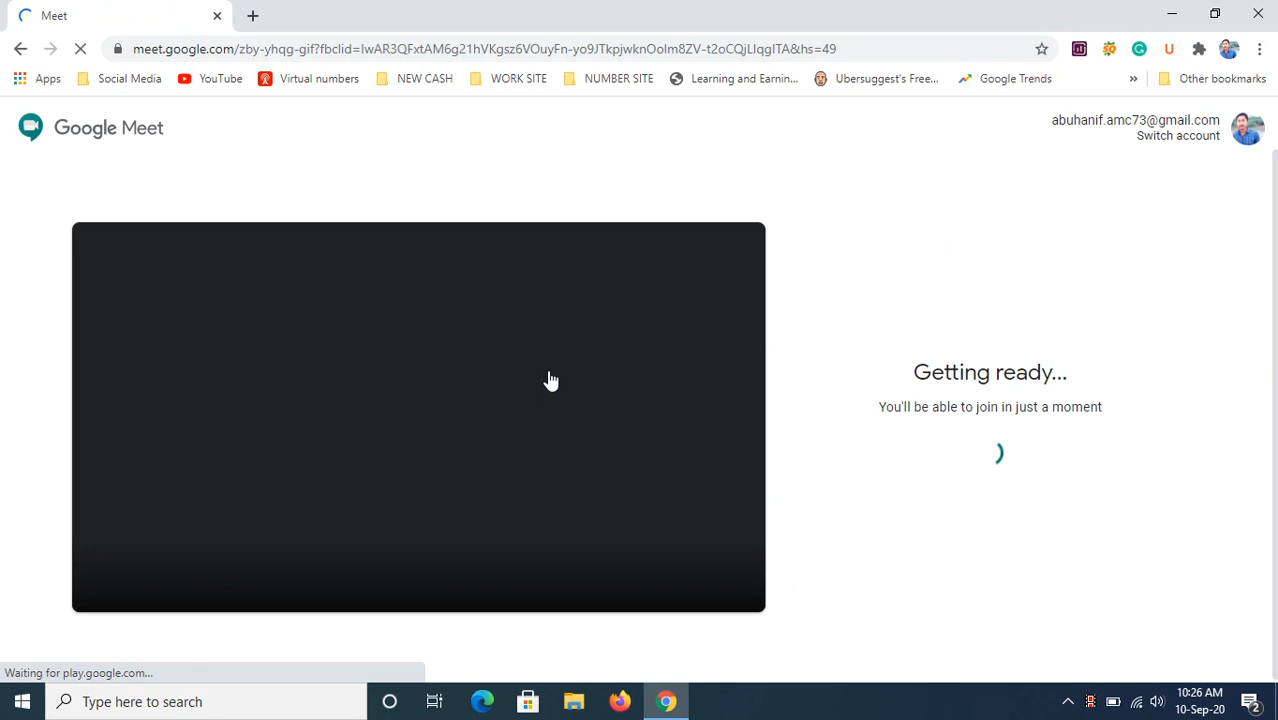 Meet
meet.google.com/zby-yhqg-gif?fbclid=IwAR3QFxtAM6g21hVKgsz6VOuyFn-yo9JTkpjwknOolm8ZV-t2oCQjLlqgITA&hs=49
Apps
Social Media
YouTube
Virtual numbers
NEW CASH
WORK SITE
NUMBER SITE
Learning and Earnin...
Ubersuggest's Free...
Google Trends
»
Other bookmarks
Google Meet
abuhanif.amc73@gmail.com
Switch account
Getting ready...
You'll be able to join in just a moment
Waiting for play.google.com...
Type here to search
10:26 AM
10-Sep-20
2